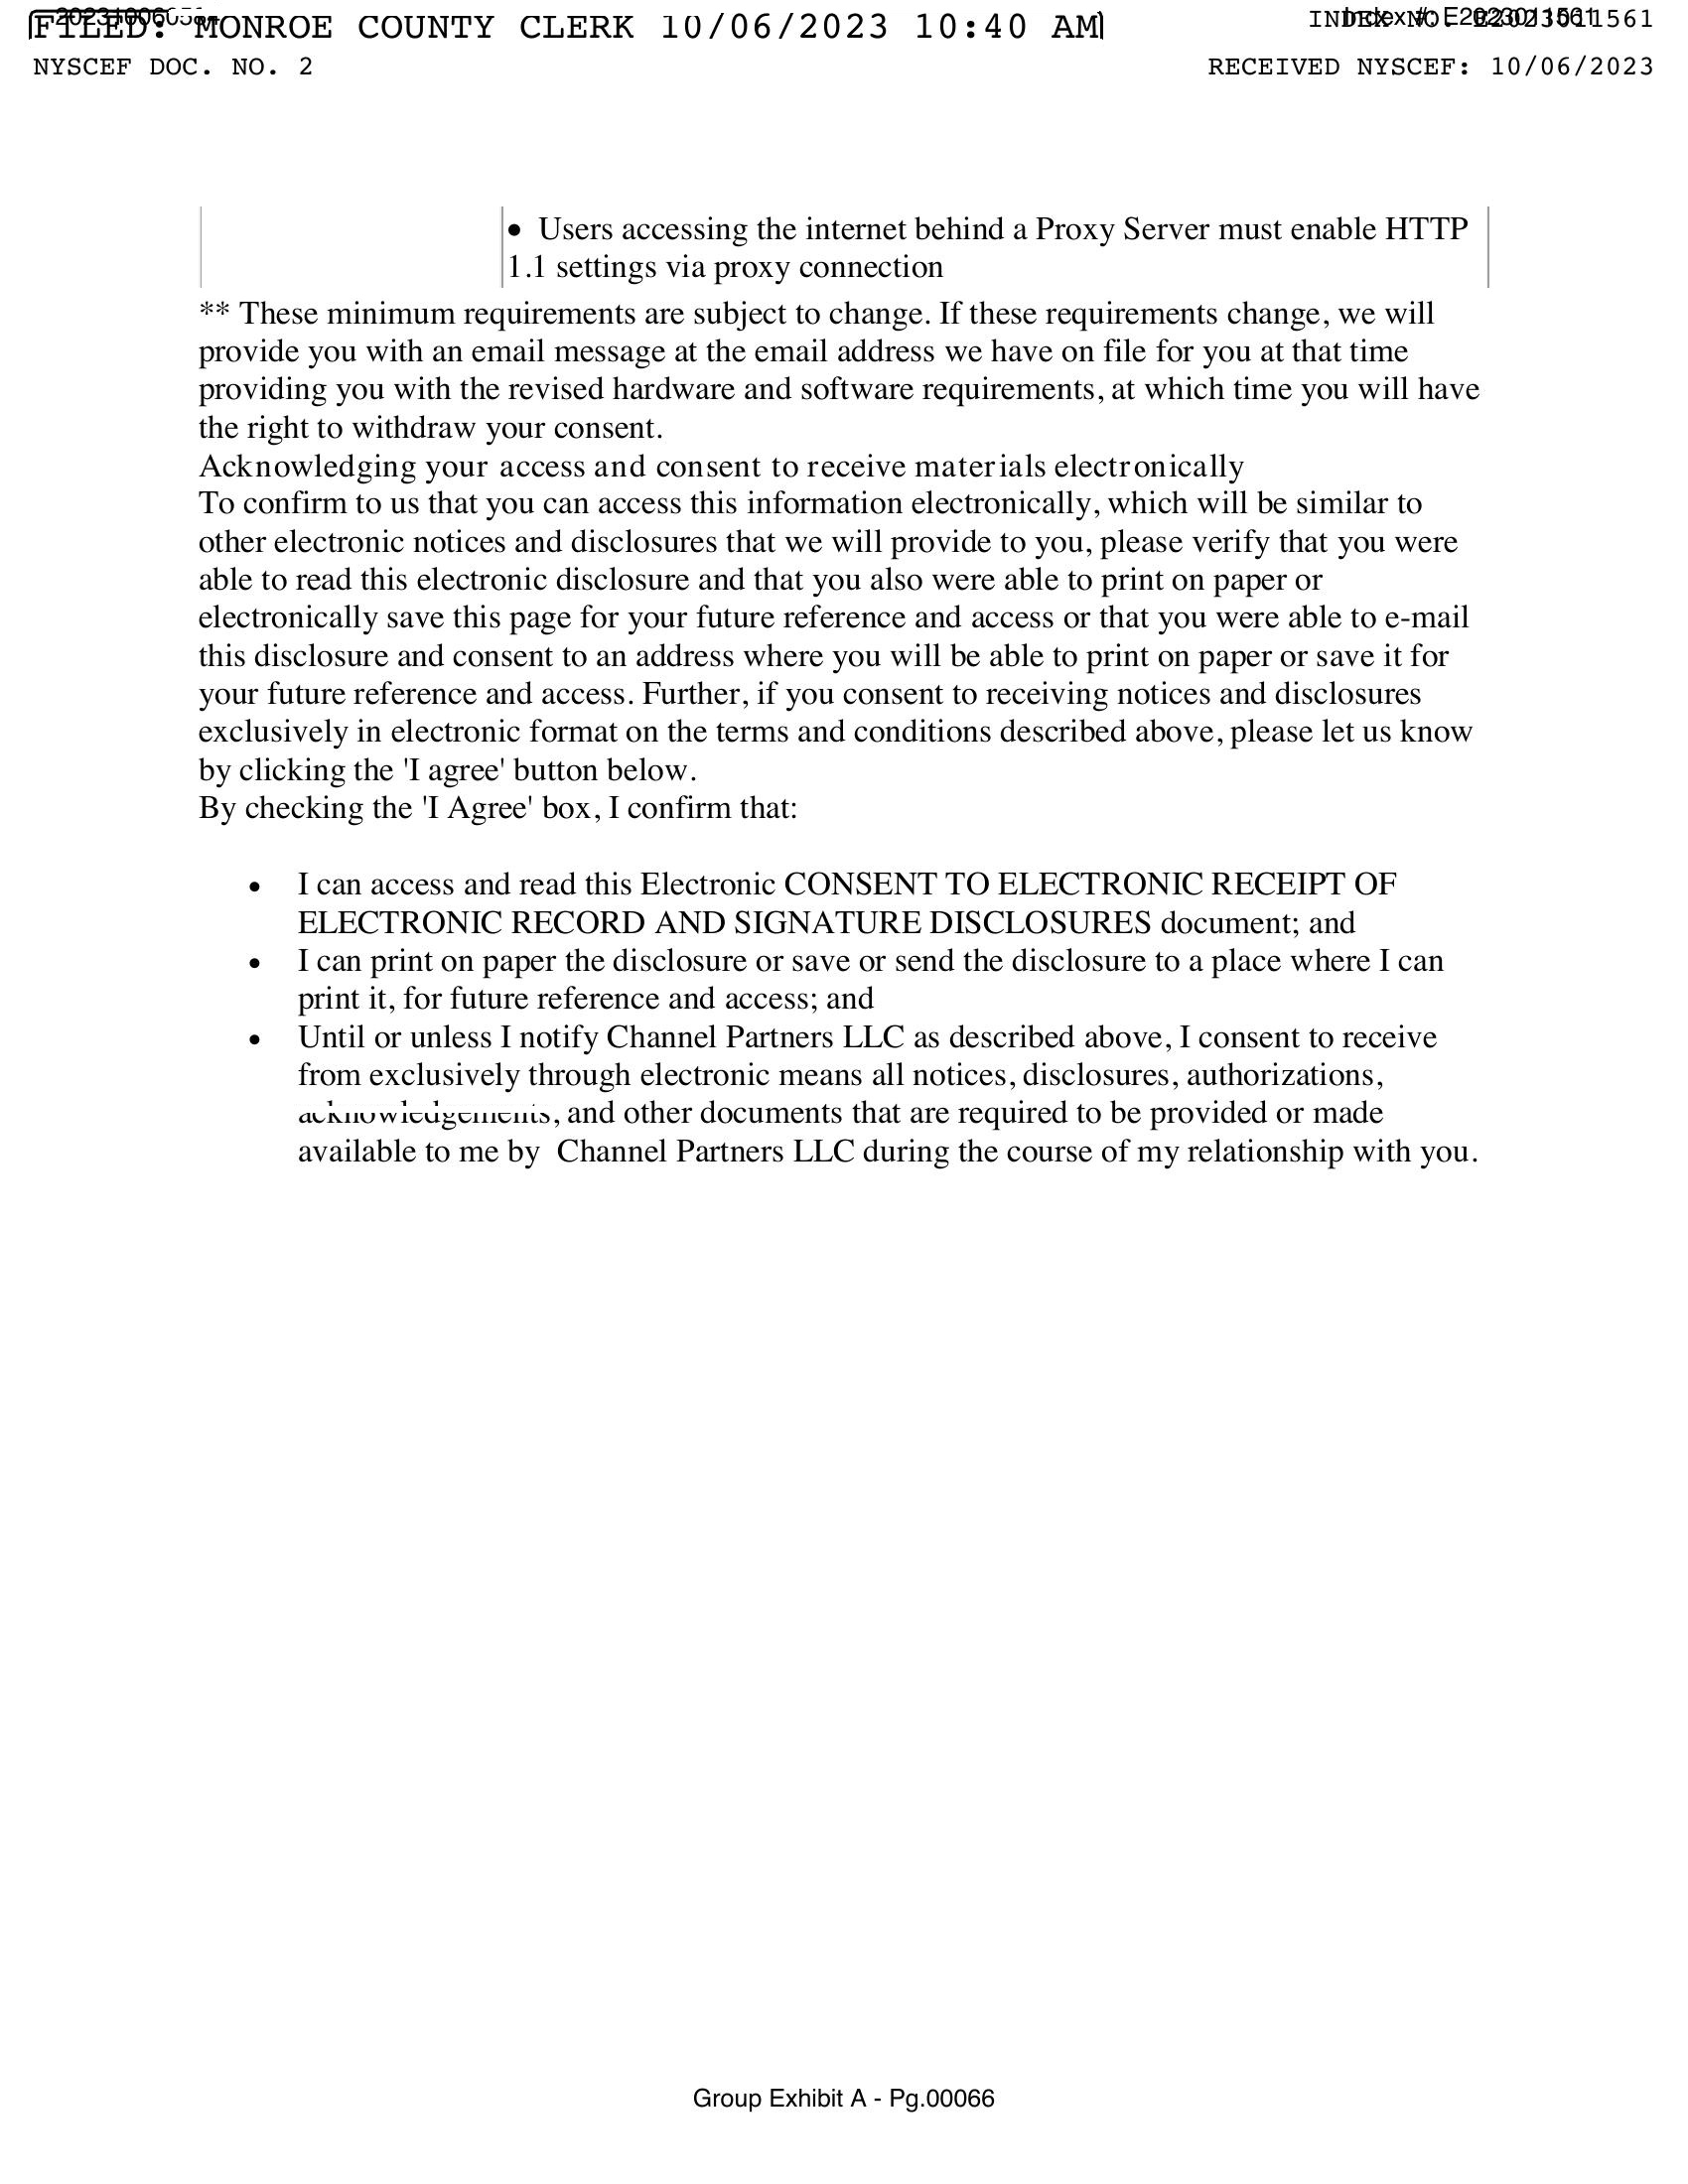 FILED: MONROE COUNTY CLERK 10/06/2023 10:40 AM
INDEX NO. E2023011561
Index #: E2023011561
NYSCEF DOC. NO. 2
RECEIVED NYSCEF: 10/06/2023
• Users accessing the internet behind a Proxy Server must enable HTTP
1.1 settings via proxy connection
** These minimum requirements are subject to change. If these requirements change, we will
provide you with an email message at the email address we have on file for you at that time
providing you with the revised hardware and software requirements, at which time you will have
the right to withdraw your consent.
Acknowledging your access and consent to receive materials electronically
To confirm to us that you can access this information electronically, which will be similar to
other electronic notices and disclosures that we will provide to you, please verify that you were
able to read this electronic disclosure and that you also were able to print on paper or
electronically save this page for your future reference and access or that you were able to e-mail
this disclosure and consent to an address where you will be able to print on paper or save it for
your future reference and access. Further, if you consent to receiving notices and disclosures
exclusively in electronic format on the terms and conditions described above, please let us know
by clicking the 'I agree' button below.
By checking the 'I Agree' box, I confirm that:
• I can access and read this Electronic CONSENT TO ELECTRONIC RECEIPT OF
ELECTRONIC RECORD AND SIGNATURE DISCLOSURES document; and
• I can print on paper the disclosure or save or send the disclosure to a place where I can
print it, for future reference and access; and
• Until or unless I notify Channel Partners LLC as described above, I consent to receive
from exclusively through electronic means all notices, disclosures, authorizations,
acknowledgements, and other documents that are required to be provided or made
available to me by Channel Partners LLC during the course of my relationship with you.
Group Exhibit A - Pg.00066